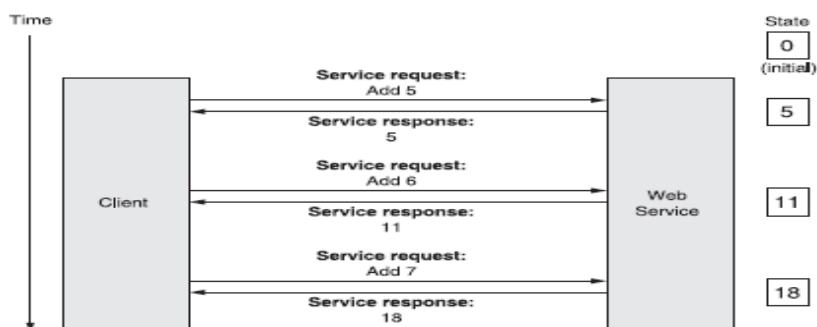 Time
State
0
(initial)
Service request:
Add 5
Service response:
5
5
Service request:
Add 6
Client
Web
Service
Service response:
11
11
Service request:
Add 7
Service response:
18
18